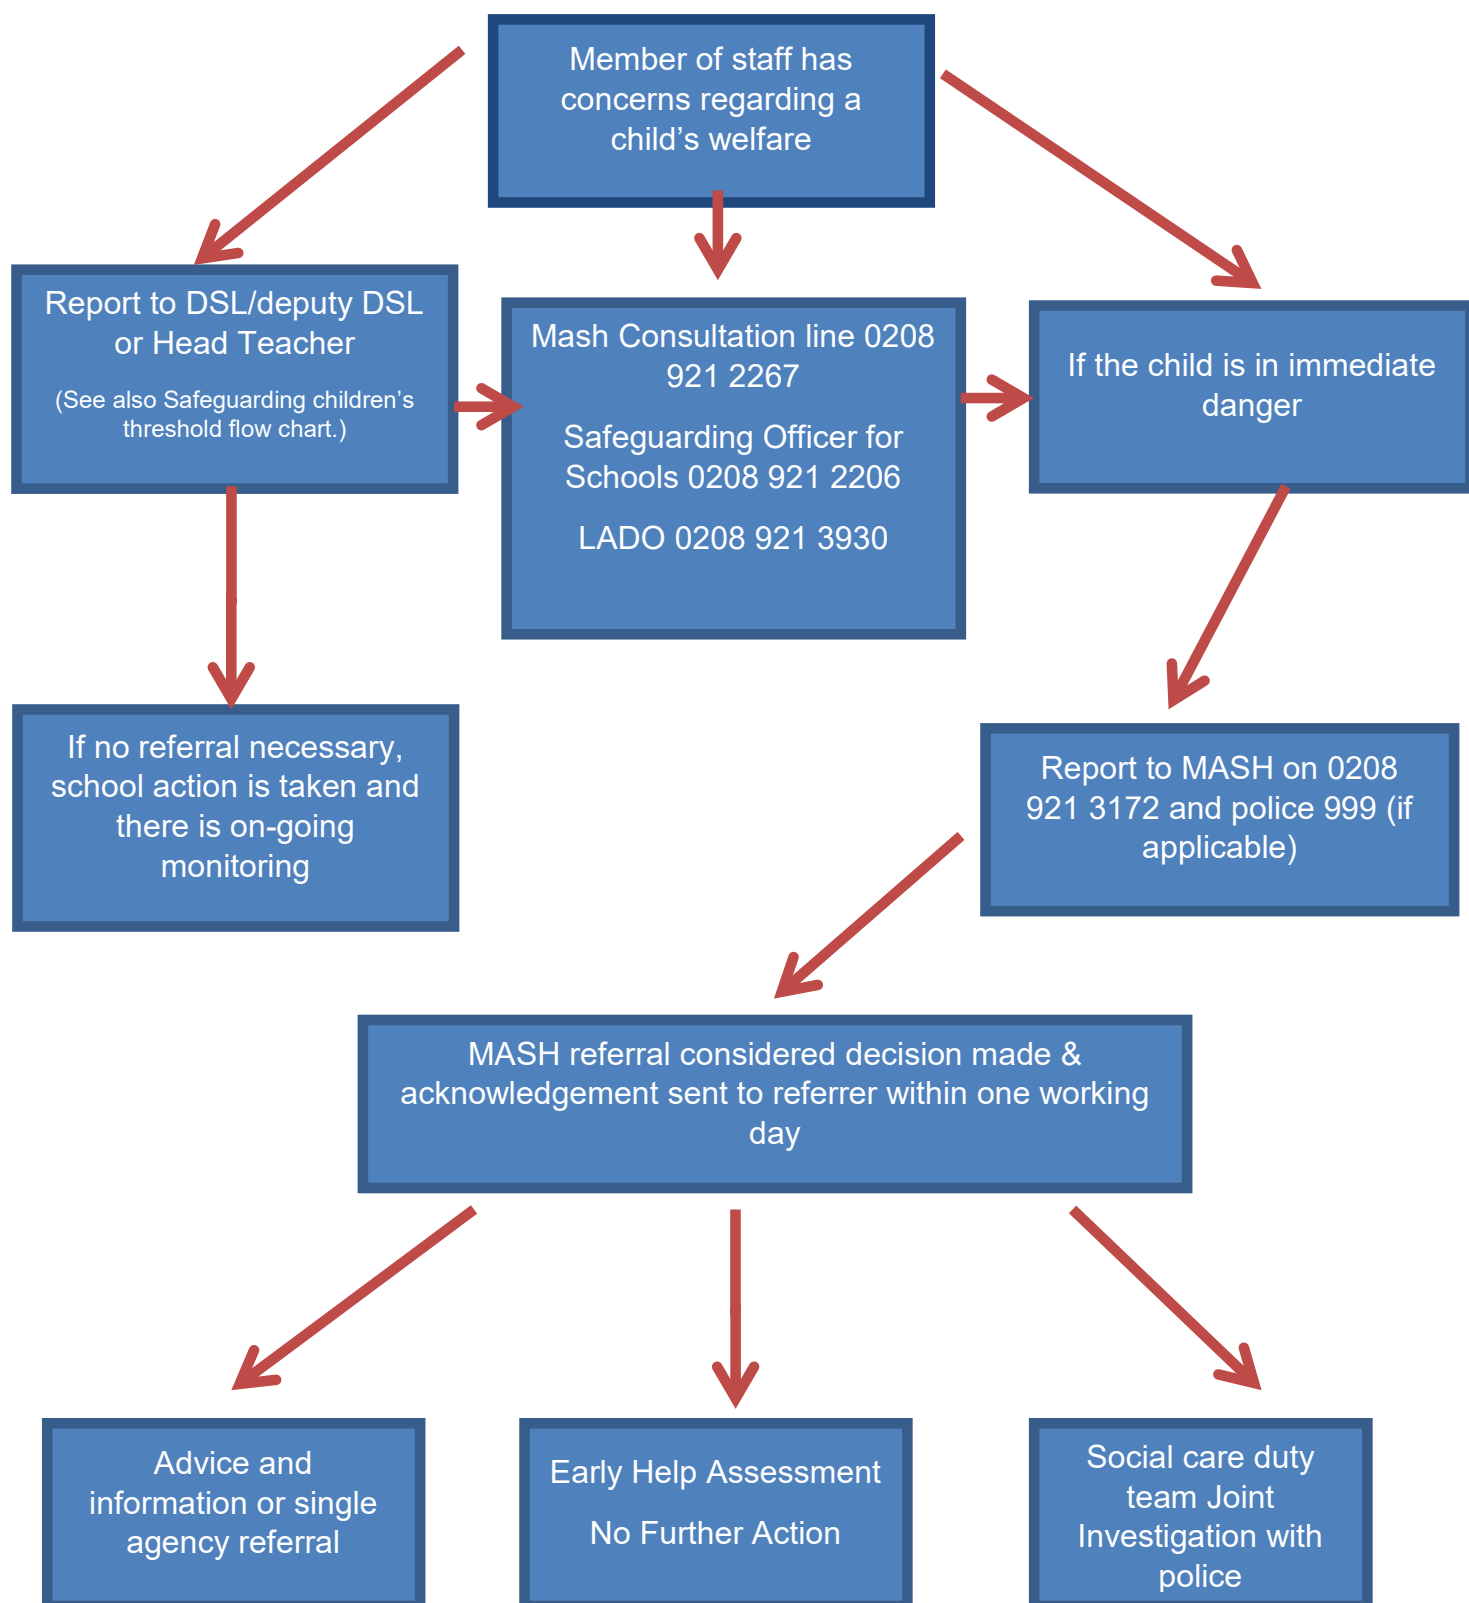 Member of staff has
concerns regarding a
child’s welfare
Report to DSL/deputy DSL
or Head Teacher
(See also Safeguarding children’s
threshold flow chart.)
Mash Consultation line 0208
921 2267
Safeguarding Officer for
Schools 0208 921 2206
LADO 0208 921 3930
If the child is in immediate
danger
If no referral necessary,
school action is taken and
there is on-going
monitoring
Report to MASH on 0208
921 3172 and police 999 (if
applicable)
MASH referral considered decision made &
acknowledgement sent to referrer within one working
day
Advice and
information or single
agency referral
Early Help Assessment
No Further Action
Social care duty
team Joint
Investigation with
police